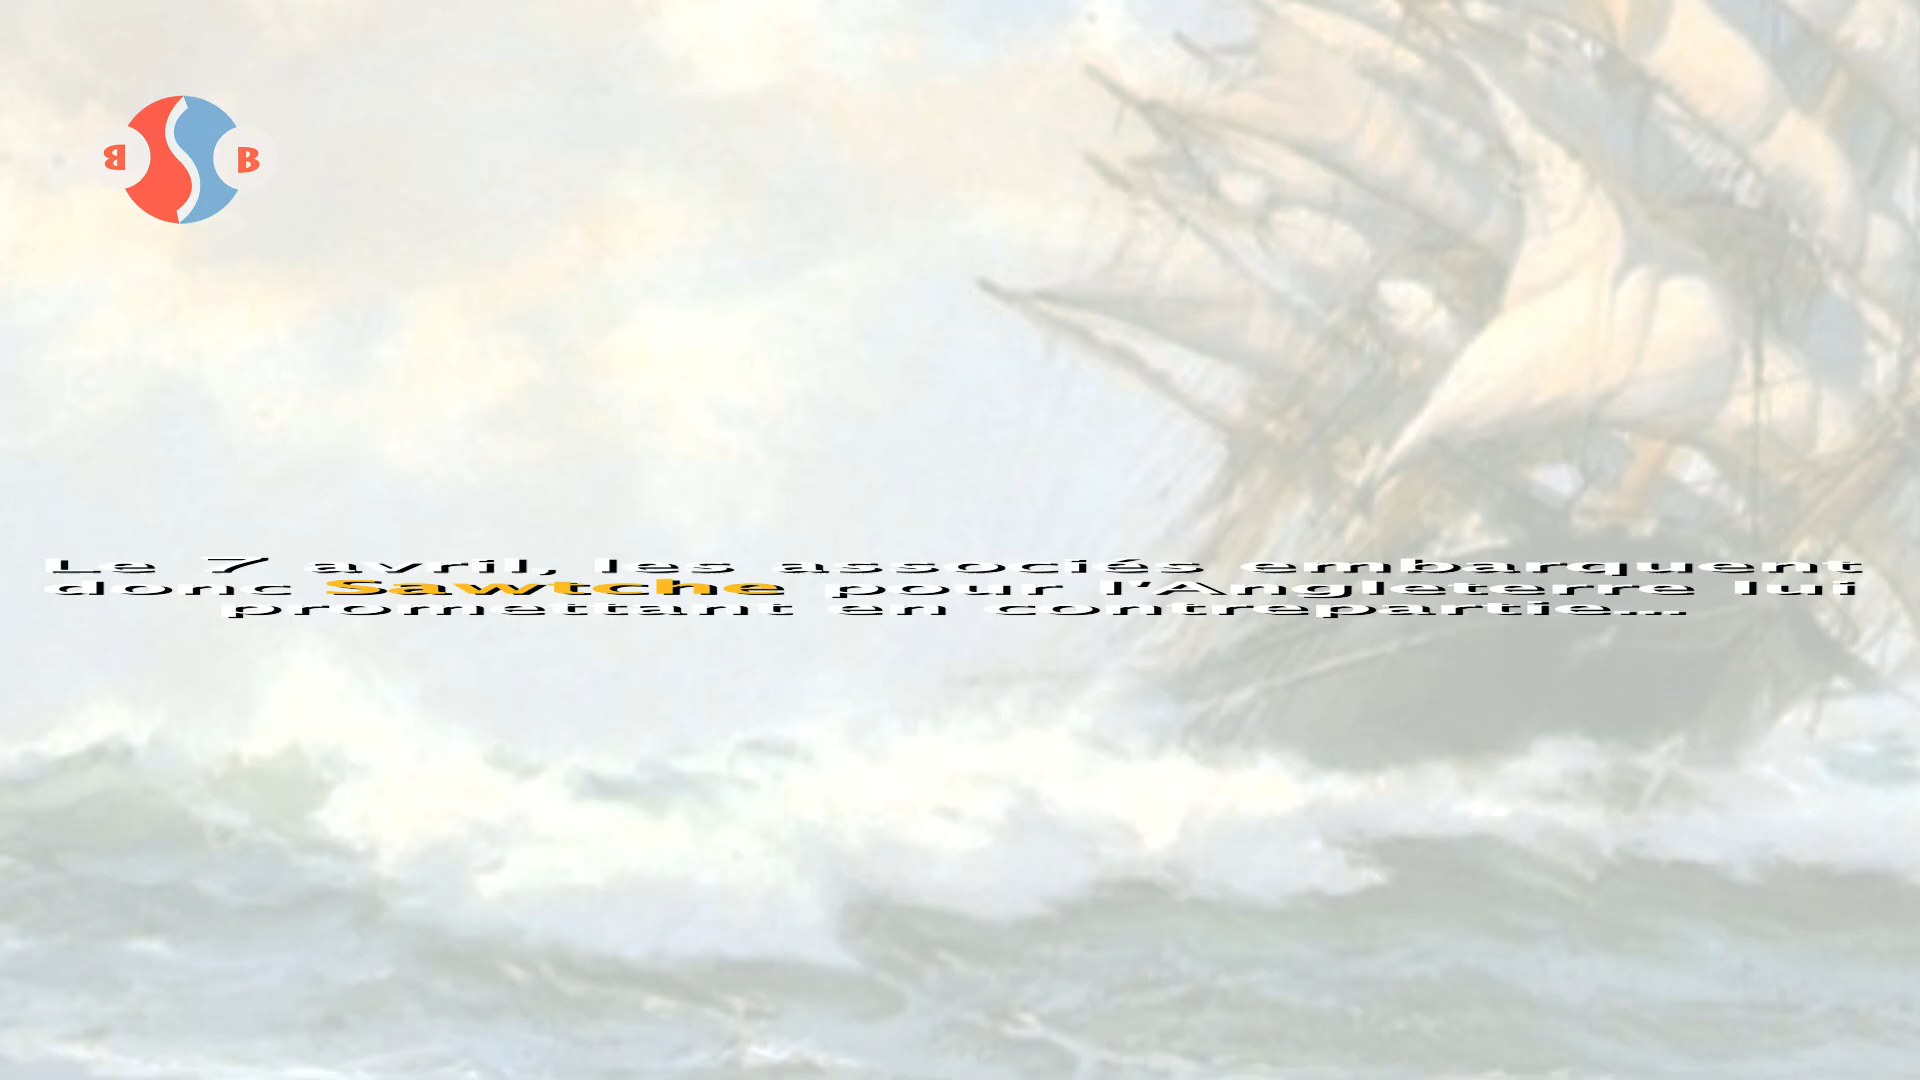 B B
Le 7 avril, les associés embarquent
donc Sawtche pour l'Angleterre lui
promettant en contrepartie...